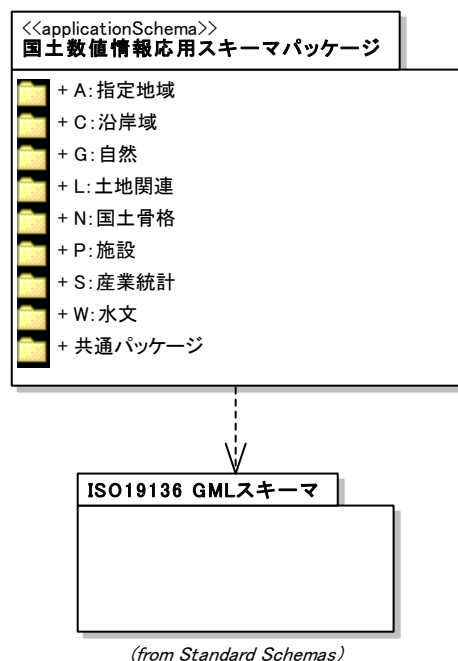 <<applicationSchema>>
国土数値情報応用スキーマパッケージ
+ A:指定地域
+ C:沿岸域
+ G:自然
+ L:土地関連
+ N:国土骨格
+ P:施設
+ S:産業統計
+ W:水文
+ 共通パッケージ
ISO19136 GMLスキーマ
(from Standard Schemas)